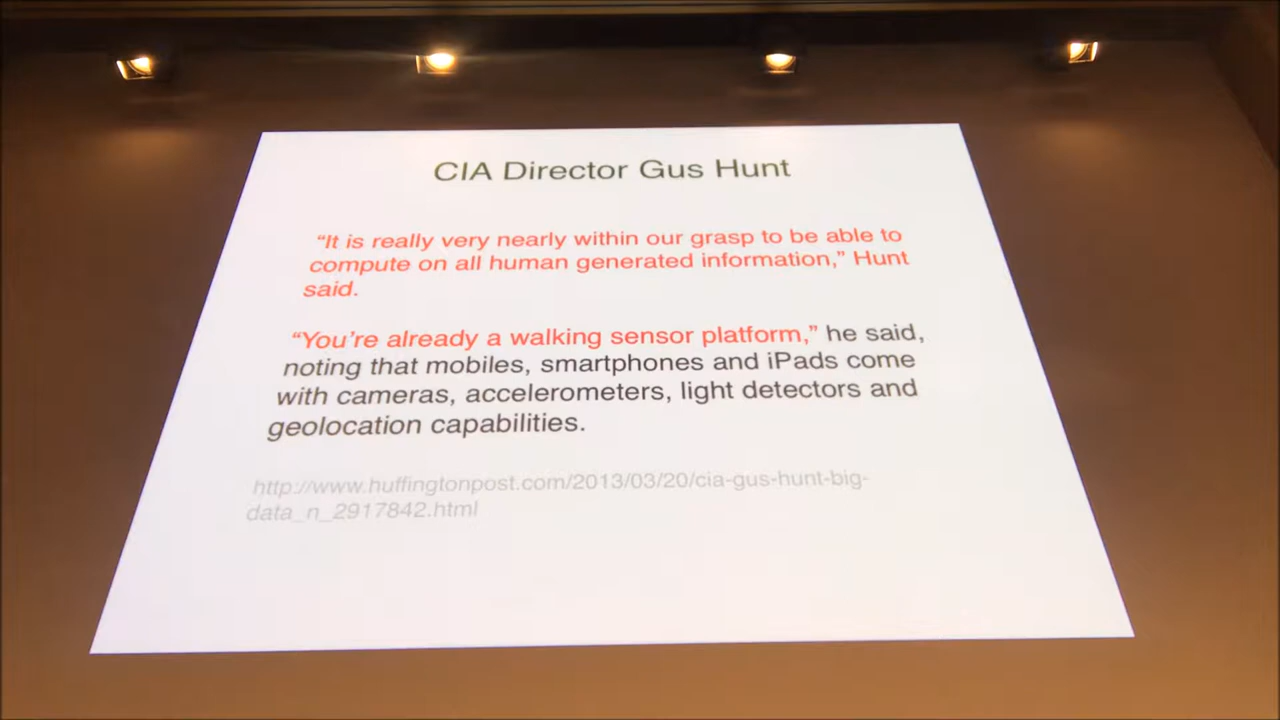 CIA Director Gus Hunt
“It is really very nearly within our grasp to be able to
compute on all human generated information,” Hunt
said.
“You’re already a walking sensor platform,” he said,
noting that mobiles, smartphones and iPads come
with cameras, accelerometers, light detectors and
geolocation capabilities.
http://www.huffingtonpost.com/2013/03/20/cia-gus-hunt-big-
data_n_2917842.html